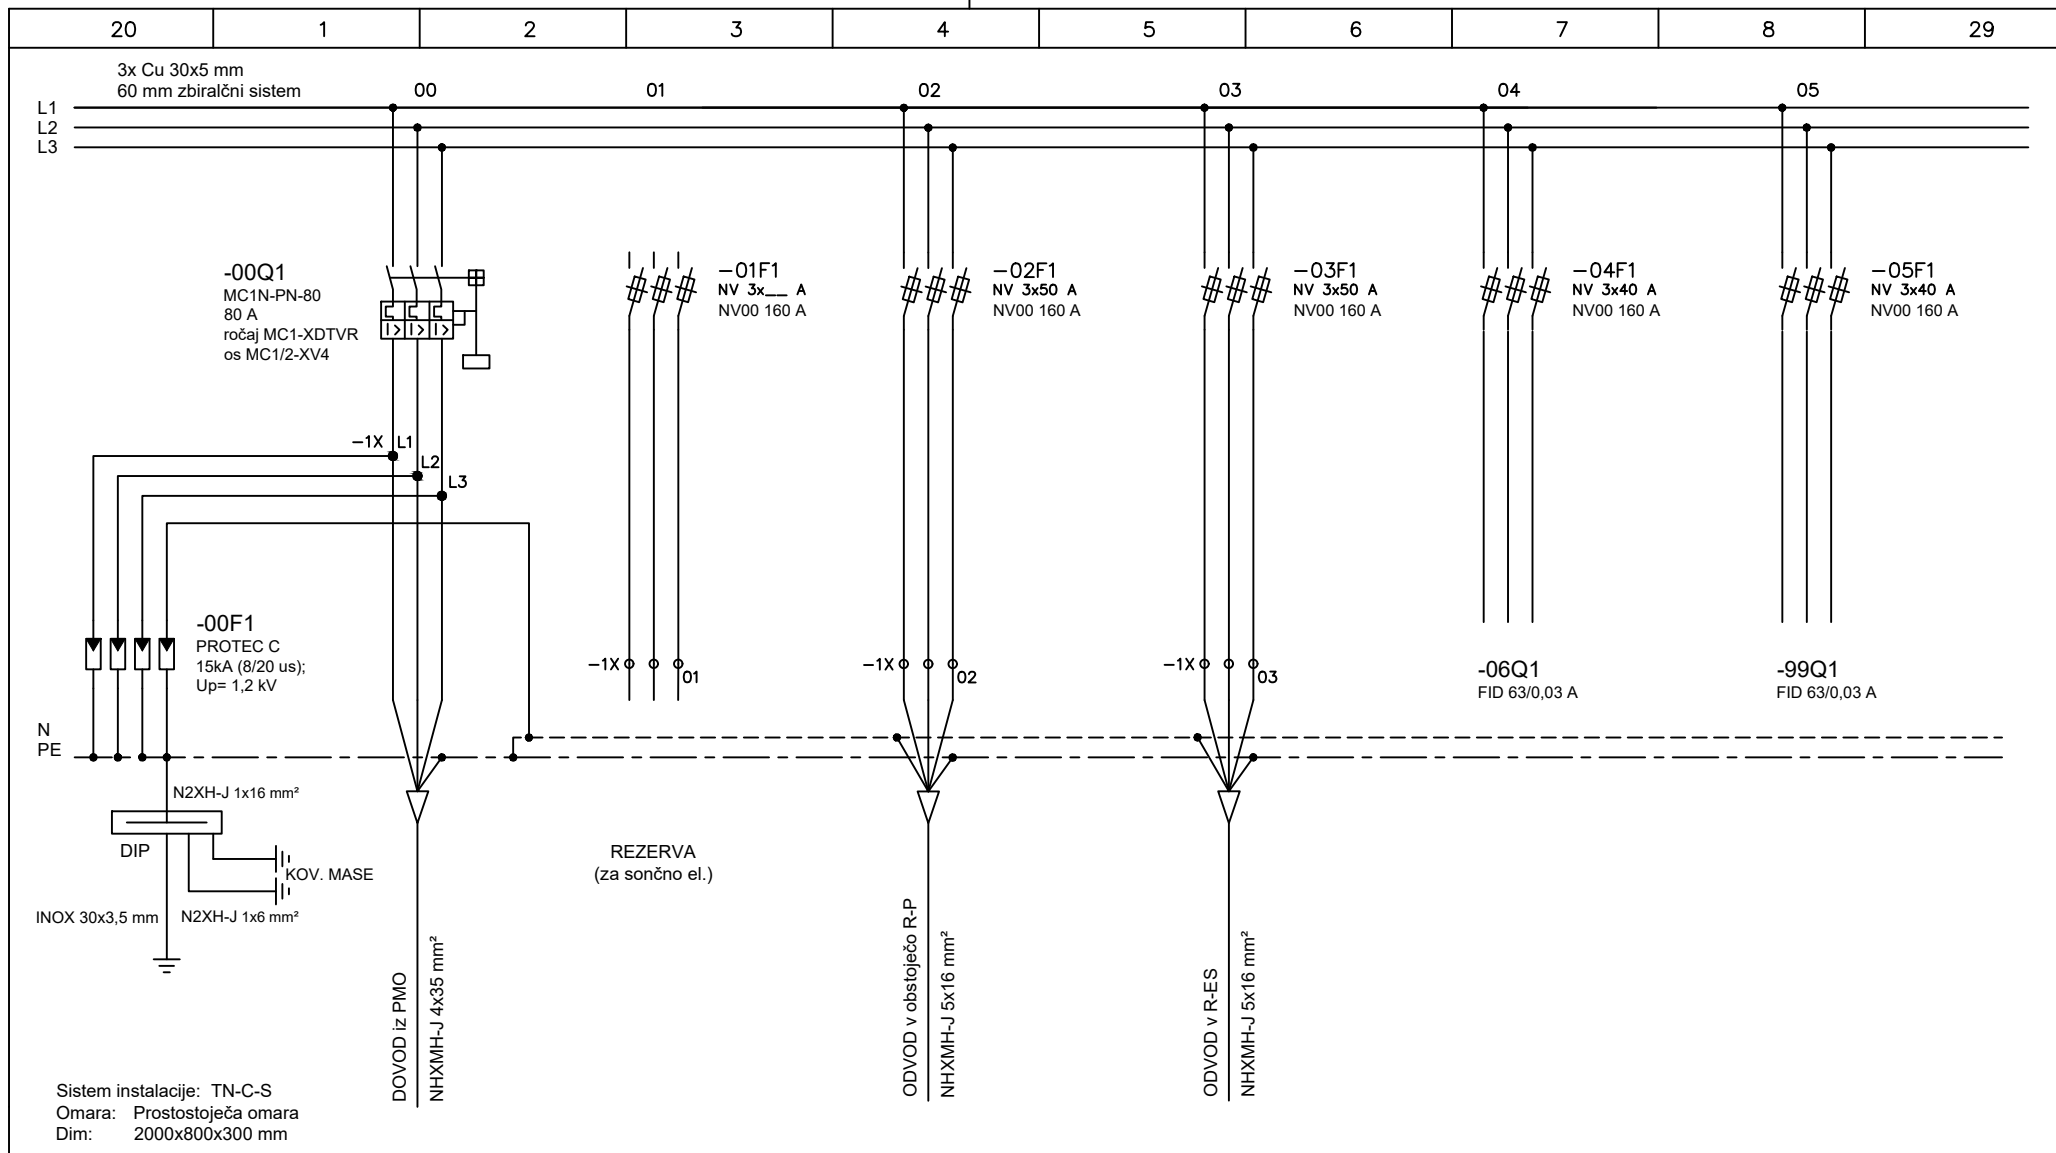 20 1 2 3 4 5 6 7 8 29
3x Cu 30x5 mm
60 mm zbiralčni sistem
00 01 02 03 04 05
L1
L2
L3
-00Q1
MC1N-PN-80
80 A
ročaj MC1-XDTVR
os MC1/2-XV4
I> I> I>
-01F1
NV 3x__ A
NV00 160 A
-02F1
NV 3x50 A
NV00 160 A
-03F1
NV 3x50 A
NV00 160 A
-04F1
NV 3x40 A
NV00 160 A
-05F1
NV 3x40 A
NV00 160 A
-1X L1
L2
L3
-00F1
PROTEC C
15kA (8/20 us);
Up= 1,2 kV
-1X 01
-1X 02
-1X 03
-06Q1
FID 63/0,03 A
-99Q1
FID 63/0,03 A
N
PE
N2XH-J 1x16 mm²
DIP
KOV. MASE
INOX 30x3,5 mm
N2XH-J 1x6 mm²
REZERVA
(za sončno el.)
DOVOD iz PMO
NHXMH-J 4x35 mm²
ODVOD v obstoječo R-P
NHXMH-J 5x16 mm²
ODVOD v R-ES
NHXMH-J 5x16 mm²
Sistem instalacije: TN-C-S
Omara: Prostostoječa omara
Dim: 2000x800x300 mm